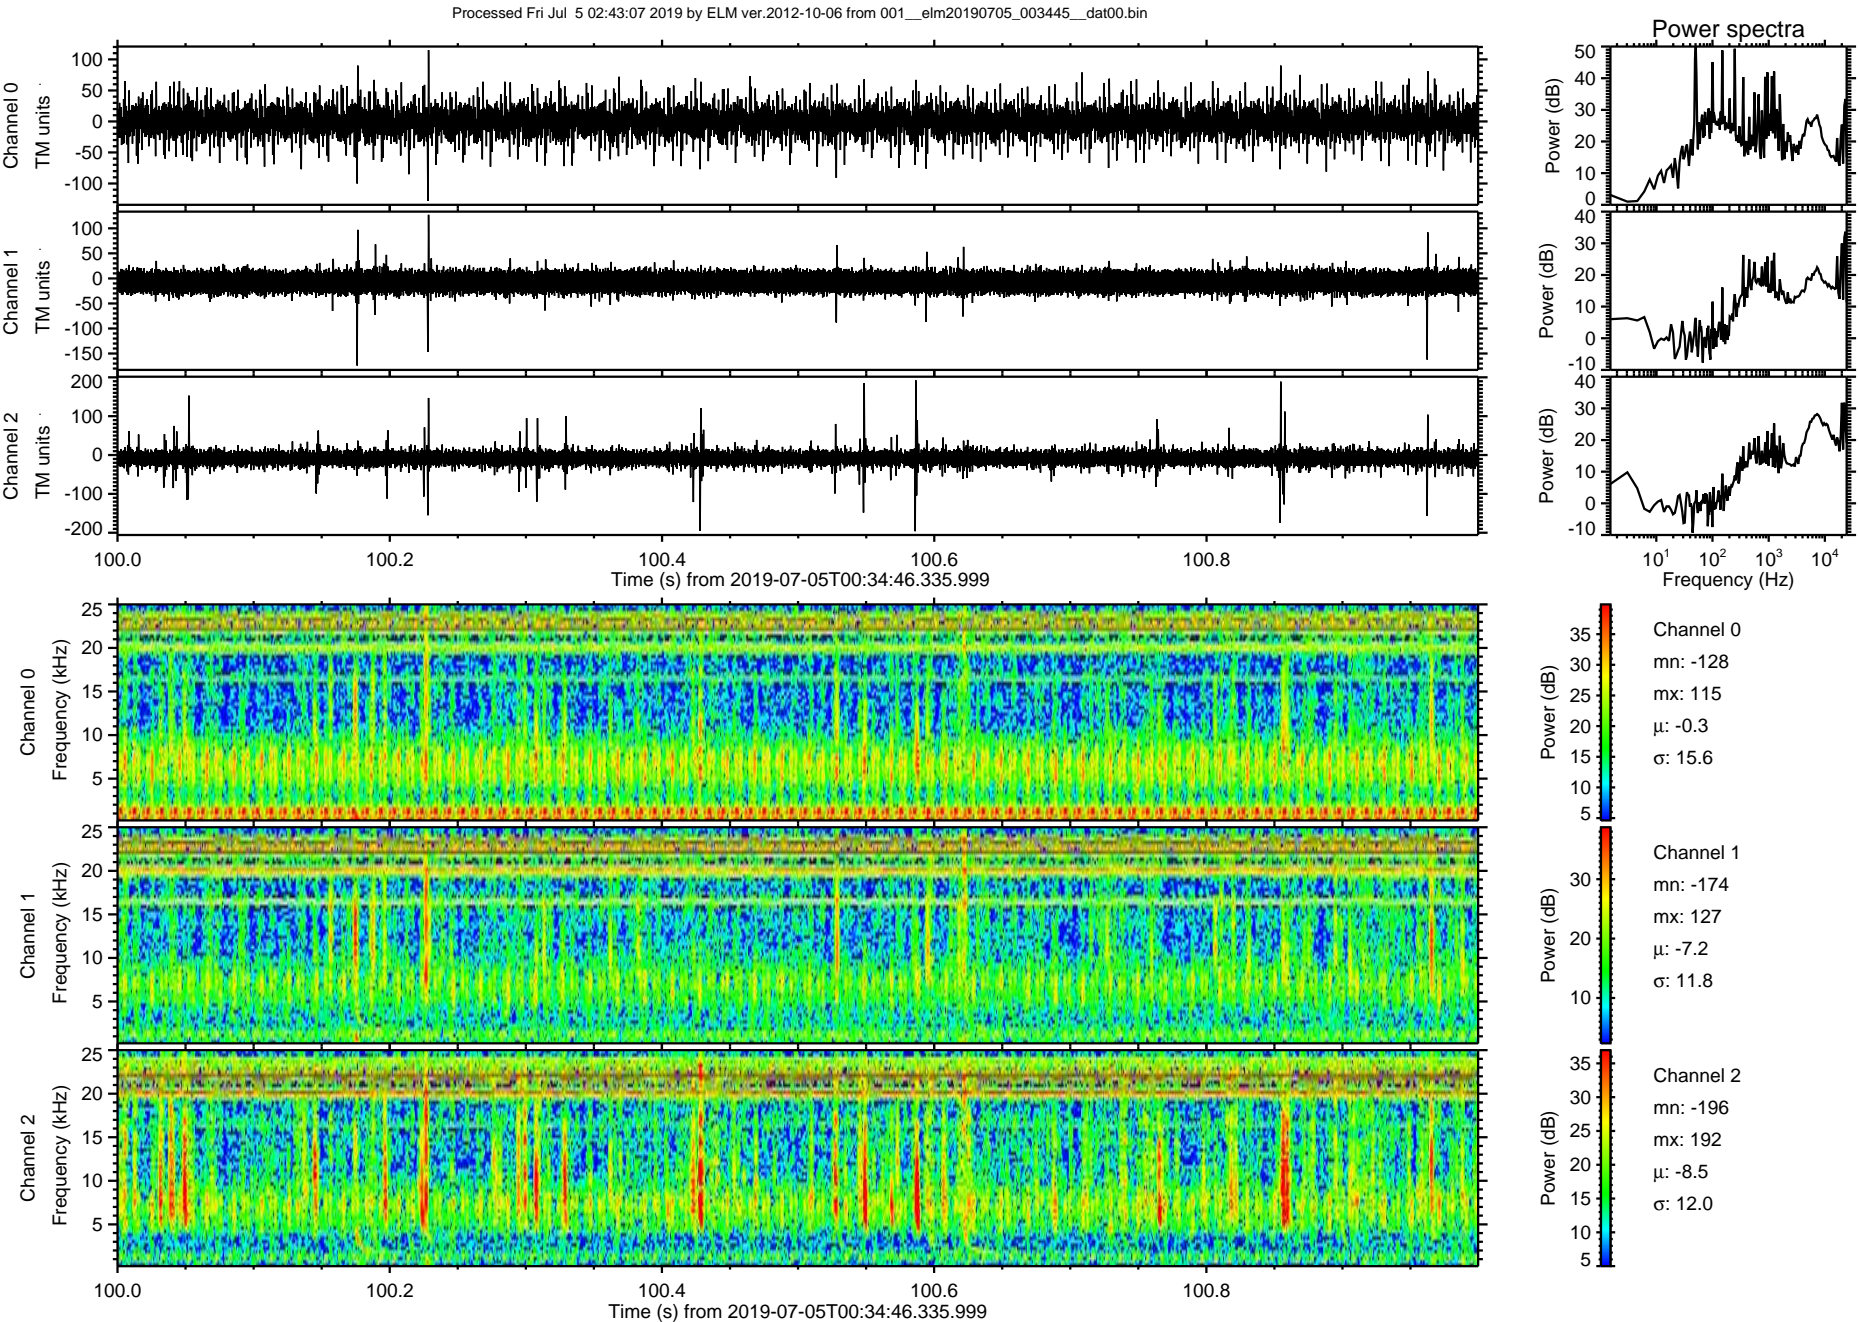 Processed Fri Jul  5 02:43:07 2019 by ELM ver.2012-10-06 from 001__elm20190705_003445__dat00.bin
Power spectra
Channel 0
TM units
100
50
0
-50
-100
Power (dB)
50
40
30
20
10
0
Channel 1
TM units
100
50
0
-50
-100
-150
Power (dB)
40
30
20
10
0
-10
Channel 2
TM units
200
100
0
-100
-200
Power (dB)
40
30
20
10
0
-10
100.0 100.2 100.4 100.6 100.8
Time (s) from 2019-07-05T00:34:46.335.999
10¹ 10² 10³ 10⁴
Frequency (Hz)
Channel 0
Frequency (kHz)
25
20
15
10
5
Power (dB)
35
30
25
20
15
10
5
Channel 0
mn: -128
mx: 115
μ: -0.3
σ: 15.6
Channel 1
Frequency (kHz)
25
20
15
10
5
Power (dB)
30
20
10
Channel 1
mn: -174
mx: 127
μ: -7.2
σ: 11.8
Channel 2
Frequency (kHz)
25
20
15
10
5
Power (dB)
35
30
25
20
15
10
5
Channel 2
mn: -196
mx: 192
μ: -8.5
σ: 12.0
100.0 100.2 100.4 100.6 100.8
Time (s) from 2019-07-05T00:34:46.335.999